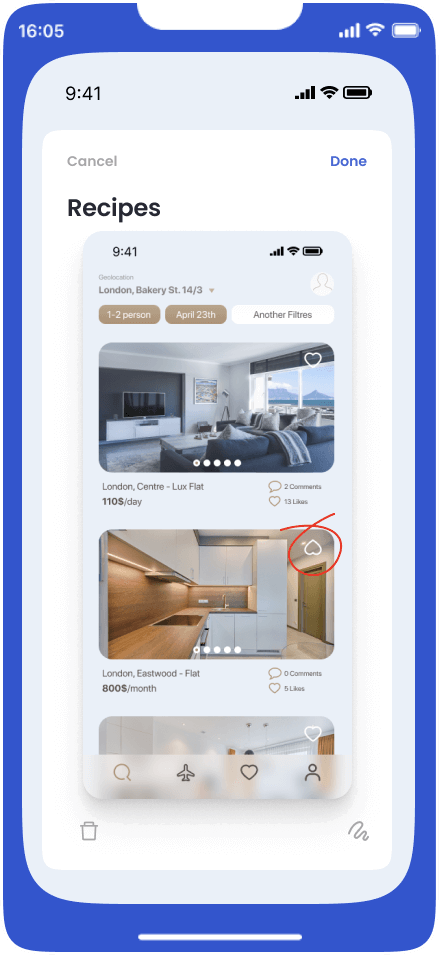 16:05
9:41
Cancel Done
Recipes
9:41
Geolocation
London, Bakery St. 14/3
1-2 person April 23th Another Filtres
London, Centre - Lux Flat 2 Comments
110$/day 13 Likes
London, Eastwood - Flat 0 Comments
800$/month 5 Likes